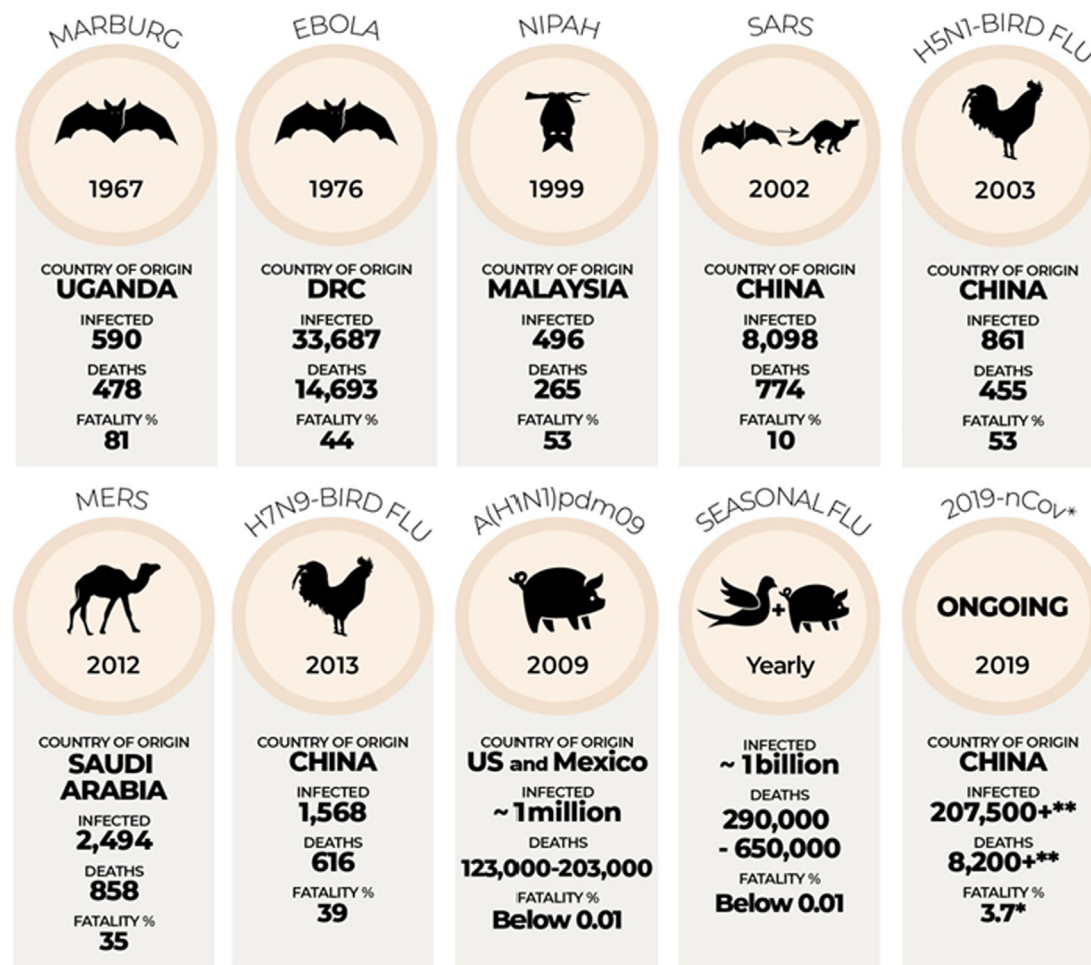 MARBURG
1967
COUNTRY OF ORIGIN
UGANDA
INFECTED
590
DEATHS
478
FATALITY %
81
EBOLA
1976
COUNTRY OF ORIGIN
DRC
INFECTED
33,687
DEATHS
14,693
FATALITY %
44
NIPAH
1999
COUNTRY OF ORIGIN
MALAYSIA
INFECTED
496
DEATHS
265
FATALITY %
53
SARS
2002
COUNTRY OF ORIGIN
CHINA
INFECTED
8,098
DEATHS
774
FATALITY %
10
H5N1-BIRD FLU
2003
COUNTRY OF ORIGIN
CHINA
INFECTED
861
DEATHS
455
FATALITY %
53
MERS
2012
COUNTRY OF ORIGIN
SAUDI
ARABIA
INFECTED
2,494
DEATHS
858
FATALITY %
35
H7N9-BIRD FLU
2013
COUNTRY OF ORIGIN
CHINA
INFECTED
1,568
DEATHS
616
FATALITY %
39
A(H1N1)pdm09
2009
COUNTRY OF ORIGIN
US and Mexico
INFECTED
~ 1 million
DEATHS
123,000-203,000
FATALITY %
Below 0.01
SEASONAL FLU
+
Yearly
INFECTED
~ 1 billion
DEATHS
290,000
- 650,000
FATALITY %
Below 0.01
2019-nCov*
ONGOING
2019
COUNTRY OF ORIGIN
CHINA
INFECTED
207,500+**
DEATHS
8,200+**
FATALITY %
3.7*